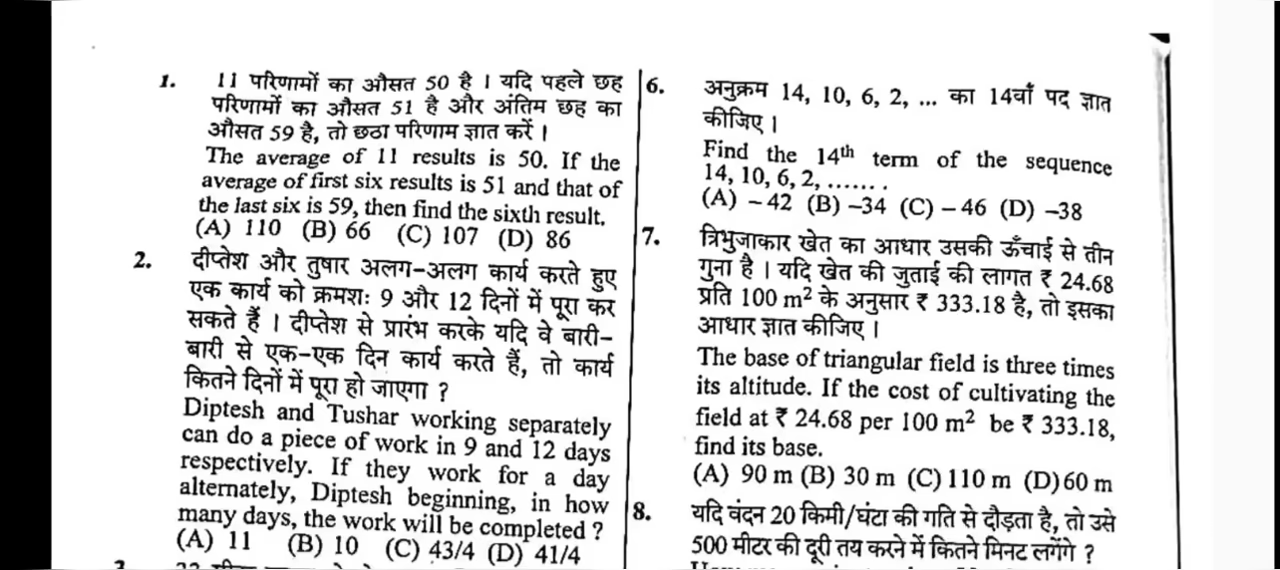 1. 11 परिणामों का औसत 50 है । यदि पहले छह
परिणामों का औसत 51 है और अंतिम छह का
औसत 59 है, तो छठा परिणाम ज्ञात करें ।
The average of 11 results is 50. If the
average of first six results is 51 and that of
the last six is 59, then find the sixth result.
(A) 110 (B) 66 (C) 107 (D) 86
2. दीप्तेश और तुषार अलग-अलग कार्य करते हुए
एक कार्य को क्रमशः 9 और 12 दिनों में पूरा कर
सकते हैं । दीप्तेश से प्रारंभ करके यदि वे बारी-
बारी से एक-एक दिन कार्य करते हैं, तो कार्य
कितने दिनों में पूरा हो जाएगा ?
Diptesh and Tushar working separately
can do a piece of work in 9 and 12 days
respectively. If they work for a day
alternately, Diptesh beginning, in how
many days, the work will be completed ?
(A) 11 (B) 10 (C) 43/4 (D) 41/4
6. अनुक्रम 14, 10, 6, 2, ... का 14वाँ पद ज्ञात
कीजिए ।
Find the 14th term of the sequence
14, 10, 6, 2, .......
(A) – 42 (B) –34 (C) – 46 (D) –38
7. त्रिभुजाकार खेत का आधार उसकी ऊँचाई से तीन
गुना है । यदि खेत की जुताई की लागत ₹ 24.68
प्रति 100 m² के अनुसार ₹ 333.18 है, तो इसका
आधार ज्ञात कीजिए ।
The base of triangular field is three times
its altitude. If the cost of cultivating the
field at ₹ 24.68 per 100 m² be ₹ 333.18,
find its base.
(A) 90 m (B) 30 m (C) 110 m (D) 60 m
8. यदि वंदन 20 किमी/घंटा की गति से दौड़ता है, तो उसे
500 मीटर की दूरी तय करने में कितने मिनट लगेंगे ?